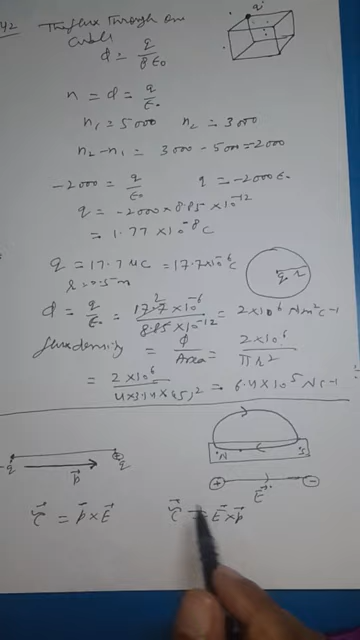 42 The flux through one
cube
ϕ = q/8ε₀
n = ϕ = q/ε₀
n₁ = 5000 n₂ = 3000
n₂-n₁ = 3000 - 5000 = 2000
-2000 = q/ε₀ q = -2000ε₀
q = -2000 × 8.85 × 10⁻¹²
= 1.77 × 10⁻⁸ C
q = 17.7 μC = 17.7 × 10⁻⁶ C
r = 0.5 m
q r
ϕ = q/ε₀ = 17.7 × 10⁻⁶ / 8.85 × 10⁻¹² = 2 × 10⁶ Nm²C⁻¹
flux density = ϕ/Area = 2 × 10⁶ / πr²
= 2 × 10⁶ / 4 × 3.14 × = 6.4 × 10⁵ NC⁻¹
N S
-q +q
p⃗
+ E⃗ -
τ⃗ = p⃗ × E⃗ τ⃗ = E⃗ × p⃗